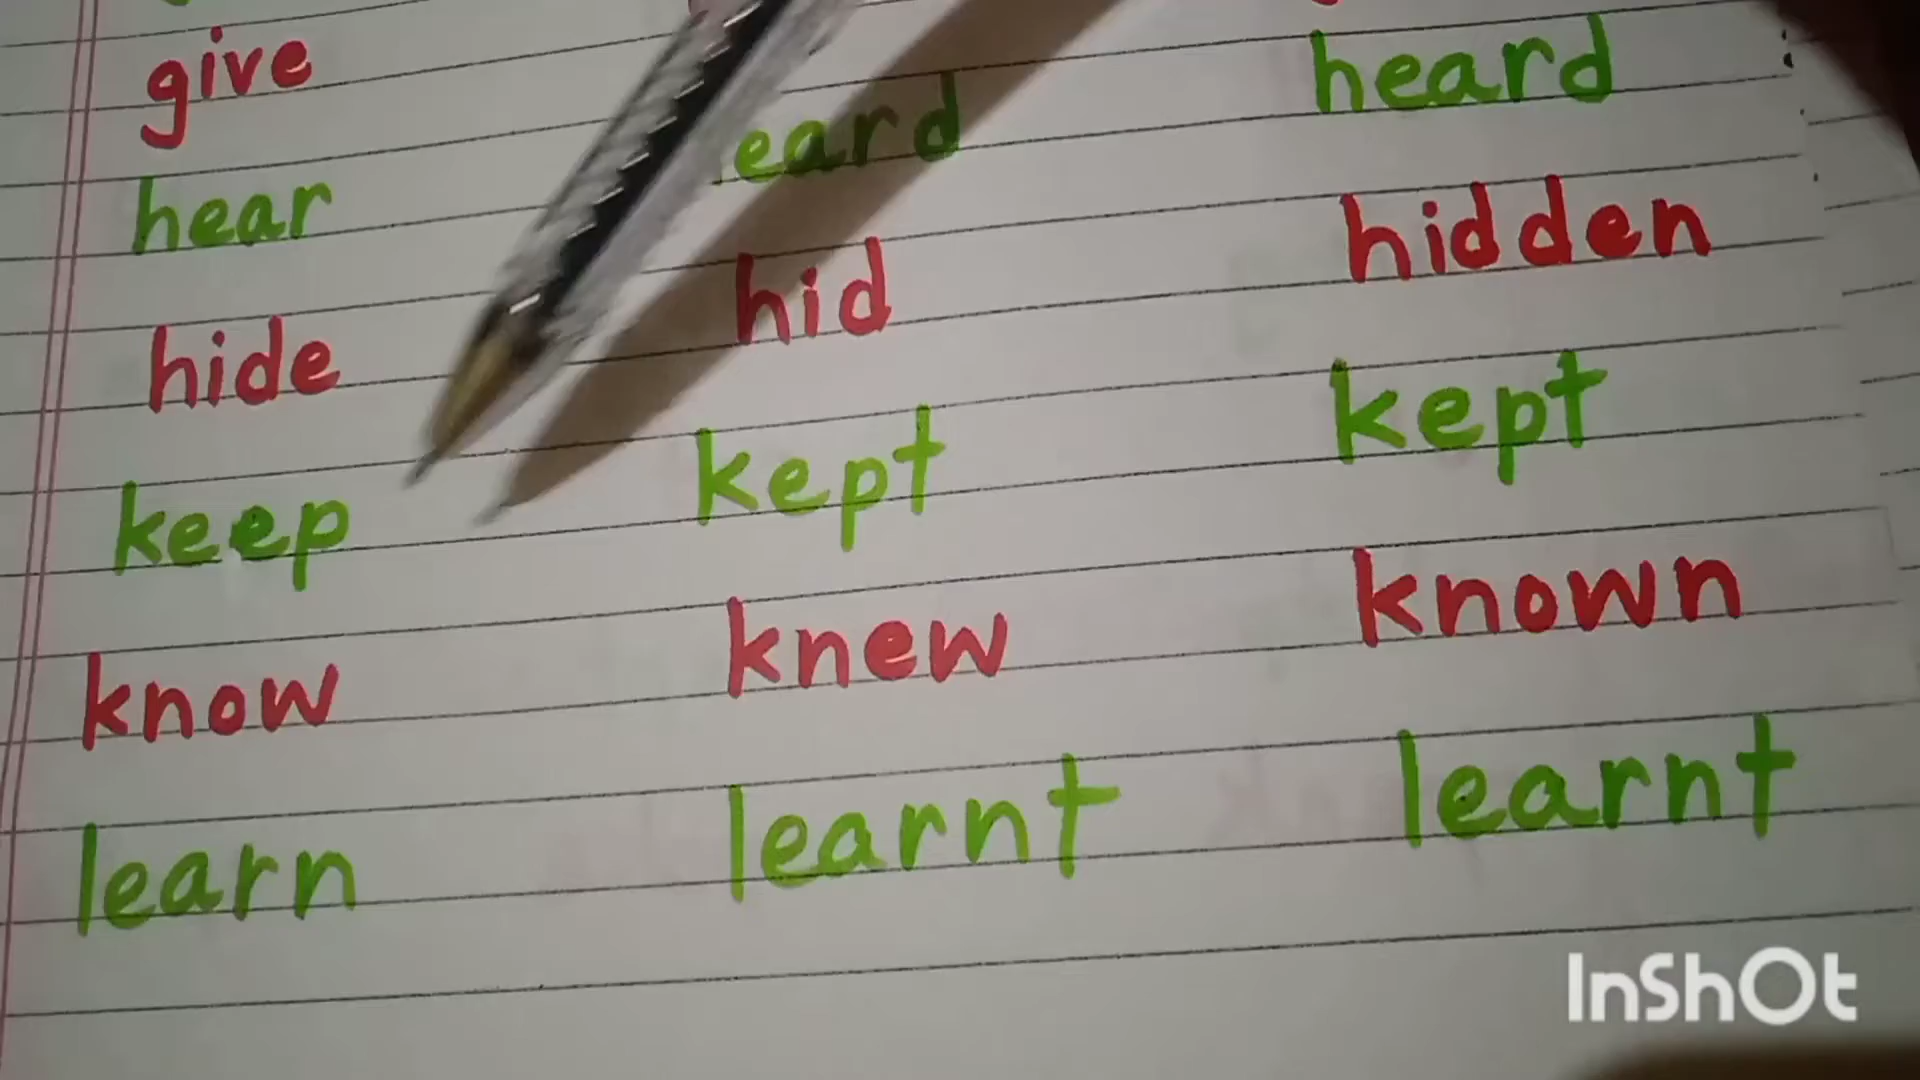 give
hear eard heard
hide hid hidden
keep kept kept
know knew known
learn learnt learnt
InShOt